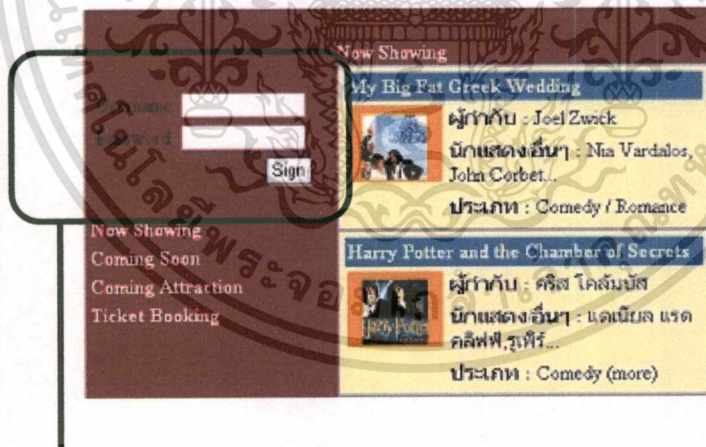 Now Showing
Username
Password
Sign
Now Showing
Coming Soon
Coming Attraction
Ticket Booking
My Big Fat Greek Wedding
ผู้กำกับ : Joel Zwick
นักแสดงอื่นๆ : Nia Vardalos,
John Corbet...
ประเภท : Comedy / Romance
Harry Potter and the Chamber of Secrets
ผู้กำกับ : คริส โคลัมบัส
นักแสดงอื่นๆ : แดเนียล แรด
คลิฟฟ์,รูเพิร์...
ประเภท : Comedy (more)